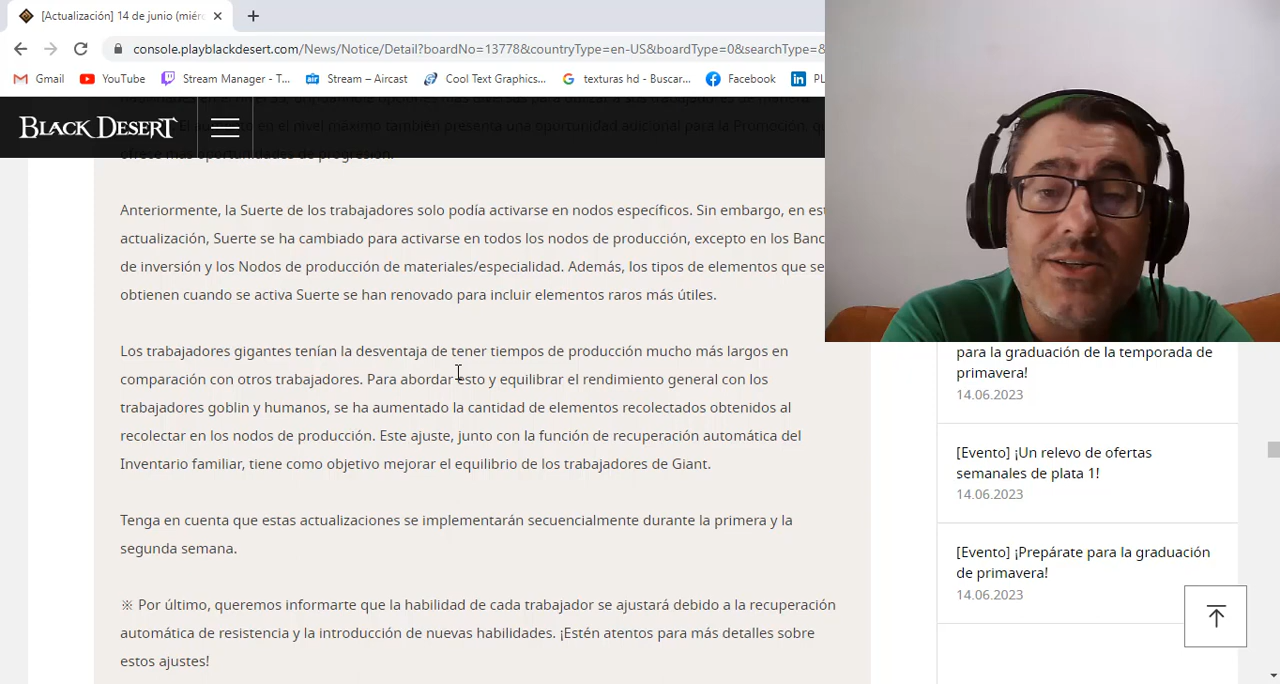 [Actualización] 14 de junio (miérc
console.playblackdesert.com/News/Notice/Detail?boardNo=13778&countryType=en-US&boardType=0&searchType=8
Gmail YouTube Stream Manager - T... Stream – Aircast Cool Text Graphics... texturas hd - Buscar... Facebook PL
BLACK DESERT
ofrece más oportunidades de progresión.
Anteriormente, la Suerte de los trabajadores solo podía activarse en nodos específicos. Sin embargo, en est
actualización, Suerte se ha cambiado para activarse en todos los nodos de producción, excepto en los Banc
de inversión y los Nodos de producción de materiales/especialidad. Además, los tipos de elementos que se
obtienen cuando se activa Suerte se han renovado para incluir elementos raros más útiles.
Los trabajadores gigantes tenían la desventaja de tener tiempos de producción mucho más largos en
comparación con otros trabajadores. Para abordar esto y equilibrar el rendimiento general con los
trabajadores goblin y humanos, se ha aumentado la cantidad de elementos recolectados obtenidos al
recolectar en los nodos de producción. Este ajuste, junto con la función de recuperación automática del
Inventario familiar, tiene como objetivo mejorar el equilibrio de los trabajadores de Giant.
Tenga en cuenta que estas actualizaciones se implementarán secuencialmente durante la primera y la
segunda semana.
※ Por último, queremos informarte que la habilidad de cada trabajador se ajustará debido a la recuperación
automática de resistencia y la introducción de nuevas habilidades. ¡Estén atentos para más detalles sobre
estos ajustes!
para la graduación de la temporada de
primavera!
14.06.2023
[Evento] ¡Un relevo de ofertas
semanales de plata 1!
14.06.2023
[Evento] ¡Prepárate para la graduación
de primavera!
14.06.2023